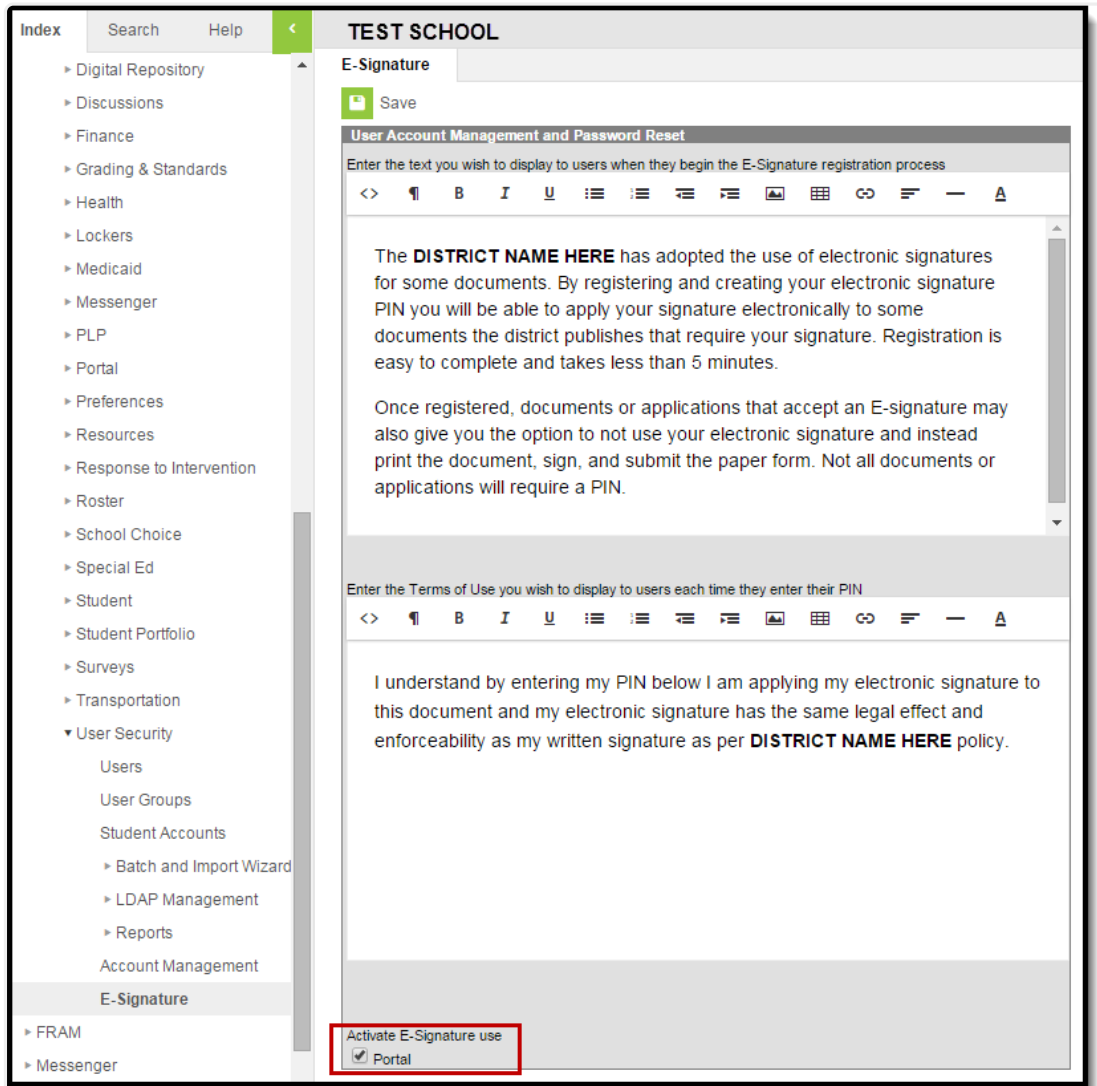 Index Search Help
Digital Repository
Discussions
Finance
Grading & Standards
Health
Lockers
Medicaid
Messenger
PLP
Portal
Preferences
Resources
Response to Intervention
Roster
School Choice
Special Ed
Student
Student Portfolio
Surveys
Transportation
User Security
Users
User Groups
Student Accounts
Batch and Import Wizard
LDAP Management
Reports
Account Management
E-Signature
FRAM
Messenger
TEST SCHOOL
E-Signature
Save
User Account Management and Password Reset
Enter the text you wish to display to users when they begin the E-Signature registration process
<> ¶ B I U A
The DISTRICT NAME HERE has adopted the use of electronic signatures
for some documents. By registering and creating your electronic signature
PIN you will be able to apply your signature electronically to some
documents the district publishes that require your signature. Registration is
easy to complete and takes less than 5 minutes.
Once registered, documents or applications that accept an E-signature may
also give you the option to not use your electronic signature and instead
print the document, sign, and submit the paper form. Not all documents or
applications will require a PIN.
Enter the Terms of Use you wish to display to users each time they enter their PIN
<> ¶ B I U A
I understand by entering my PIN below I am applying my electronic signature to
this document and my electronic signature has the same legal effect and
enforceability as my written signature as per DISTRICT NAME HERE policy.
Activate E-Signature use
Portal